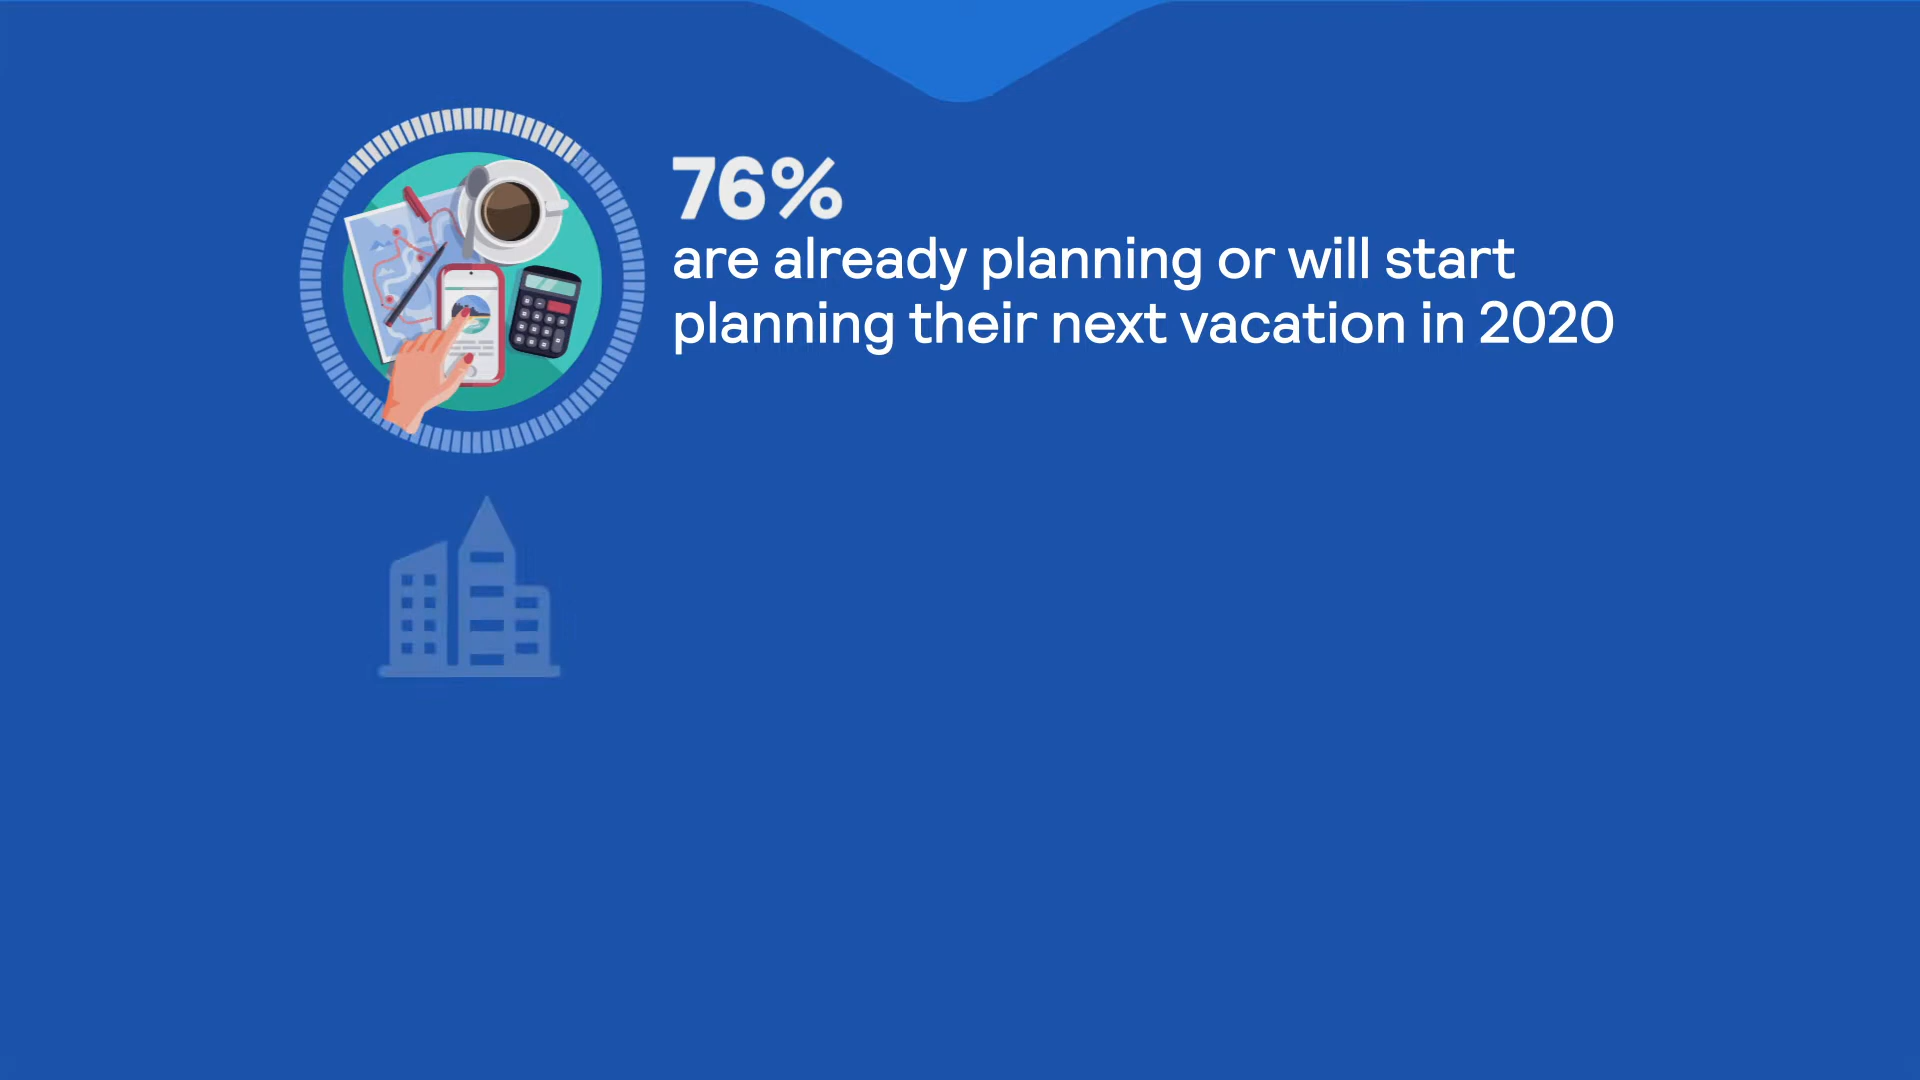 76%
are already planning or will start
planning their next vacation in 2020